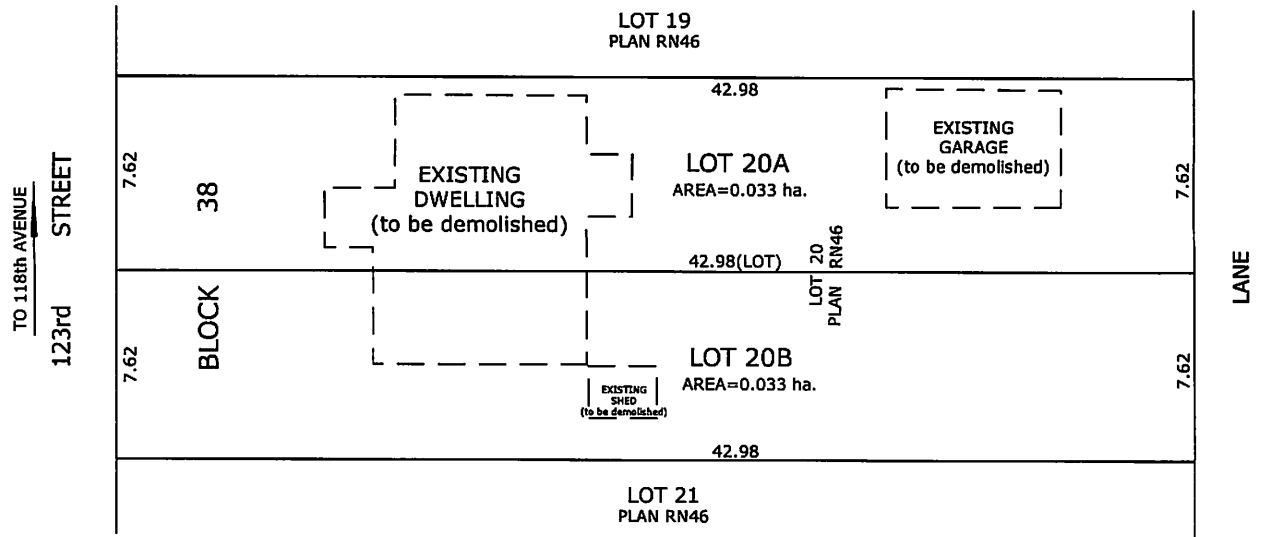 LOT 19
PLAN RN46
42.98
EXISTING
GARAGE
(to be demolished)
EXISTING
DWELLING
(to be demolished)
LOT 20A
AREA=0.033 ha.
7.62
7.62
TO 118th AVENUE
123rd STREET
BLOCK 38
42.98(LOT)
LOT 20
PLAN RN46
LANE
LOT 20B
AREA=0.033 ha.
7.62
7.62
EXISTING
SHED
(to be demolished)
42.98
LOT 21
PLAN RN46